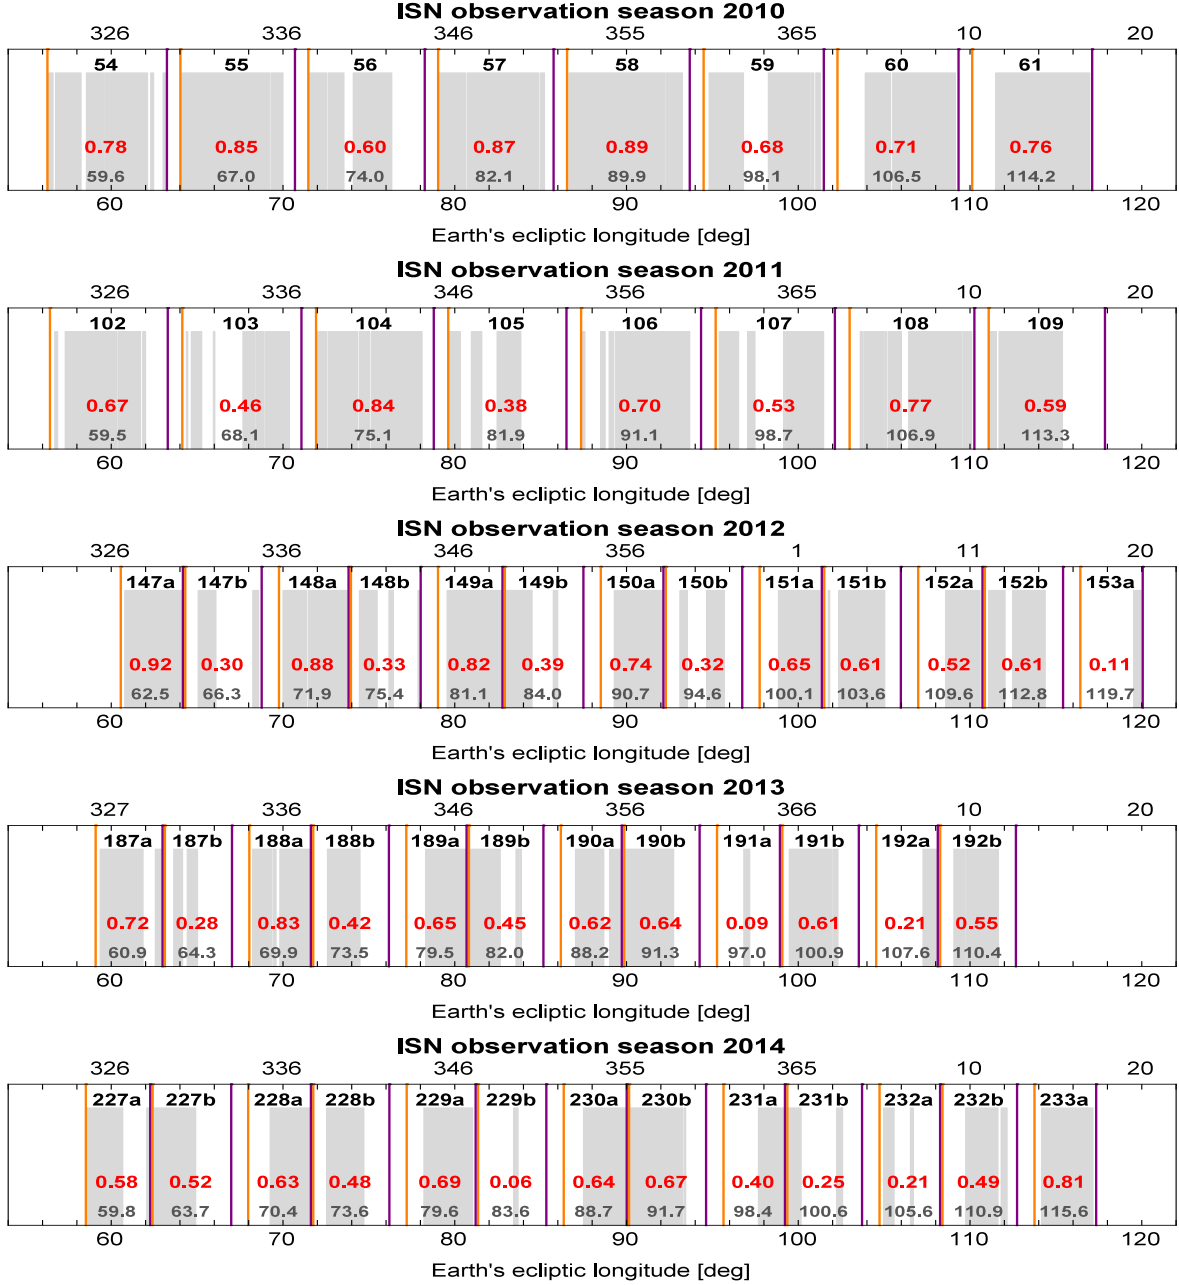 ISN observation season 2010
326 336 346 355 365 10 20
54 55 56 57 58 59 60 61
0.78 0.85 0.60 0.87 0.89 0.68 0.71 0.76
59.6 67.0 74.0 82.1 89.9 98.1 106.5 114.2
60 70 80 90 100 110 120
Earth's ecliptic longitude [deg]
ISN observation season 2011
326 336 346 356 365 11 20
102 103 104 105 106 107 108 109
0.67 0.46 0.84 0.38 0.70 0.53 0.77 0.59
59.5 68.1 75.1 81.9 91.1 98.7 106.9 113.3
60 70 80 90 100 110 120
Earth's ecliptic longitude [deg]
ISN observation season 2012
326 336 346 356 1 11 20
147a 147b 148a 148b 149a 149b 150a 150b 151a 151b 152a 152b 153a
0.92 0.30 0.88 0.33 0.82 0.39 0.74 0.32 0.65 0.61 0.52 0.61 0.11
62.5 66.3 71.9 75.4 81.1 84.0 90.7 94.6 100.1 103.6 109.6 112.8 119.7
60 70 80 90 100 110 120
Earth's ecliptic longitude [deg]
ISN observation season 2013
327 336 346 356 366 10 20
187a 187b 188a 188b 189a 189b 190a 190b 191a 191b 192a 192b
0.72 0.28 0.83 0.42 0.65 0.45 0.62 0.64 0.09 0.61 0.21 0.55
60.9 64.3 69.9 73.5 79.5 82.0 88.2 91.3 97.0 100.9 107.6 110.4
60 70 80 90 100 110 120
Earth's ecliptic longitude [deg]
ISN observation season 2014
326 336 346 355 365 10 20
227a 227b 228a 228b 229a 229b 230a 230b 231a 231b 232a 232b 233a
0.58 0.52 0.63 0.48 0.69 0.06 0.64 0.67 0.40 0.25 0.21 0.49 0.81
59.8 63.7 70.4 73.6 79.6 83.6 88.7 91.7 98.4 100.6 105.6 110.9 115.6
60 70 80 90 100 110 120
Earth's ecliptic longitude [deg]